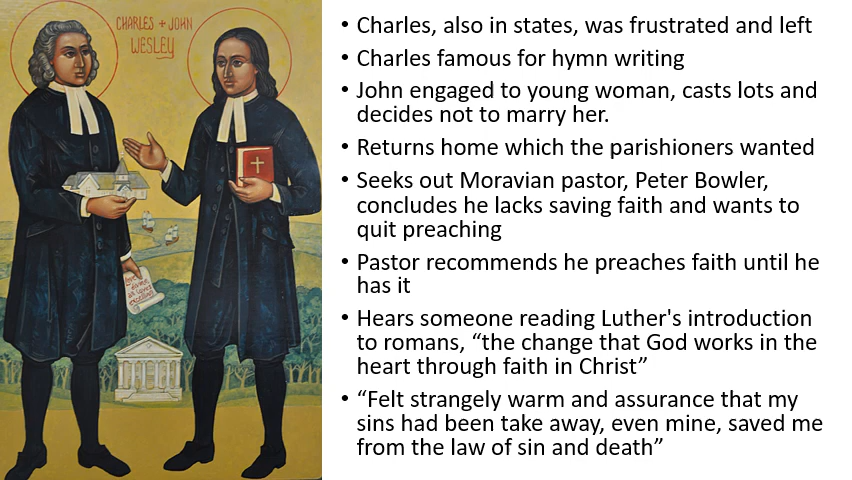 CHARLES + JOHN
WESLEY
love
divine
all loves
excelling
• Charles, also in states, was frustrated and left
• Charles famous for hymn writing
• John engaged to young woman, casts lots and
decides not to marry her.
• Returns home which the parishioners wanted
• Seeks out Moravian pastor, Peter Bowler,
concludes he lacks saving faith and wants to
quit preaching
• Pastor recommends he preaches faith until he
has it
• Hears someone reading Luther's introduction
to romans, “the change that God works in the
heart through faith in Christ”
• “Felt strangely warm and assurance that my
sins had been take away, even mine, saved me
from the law of sin and death”